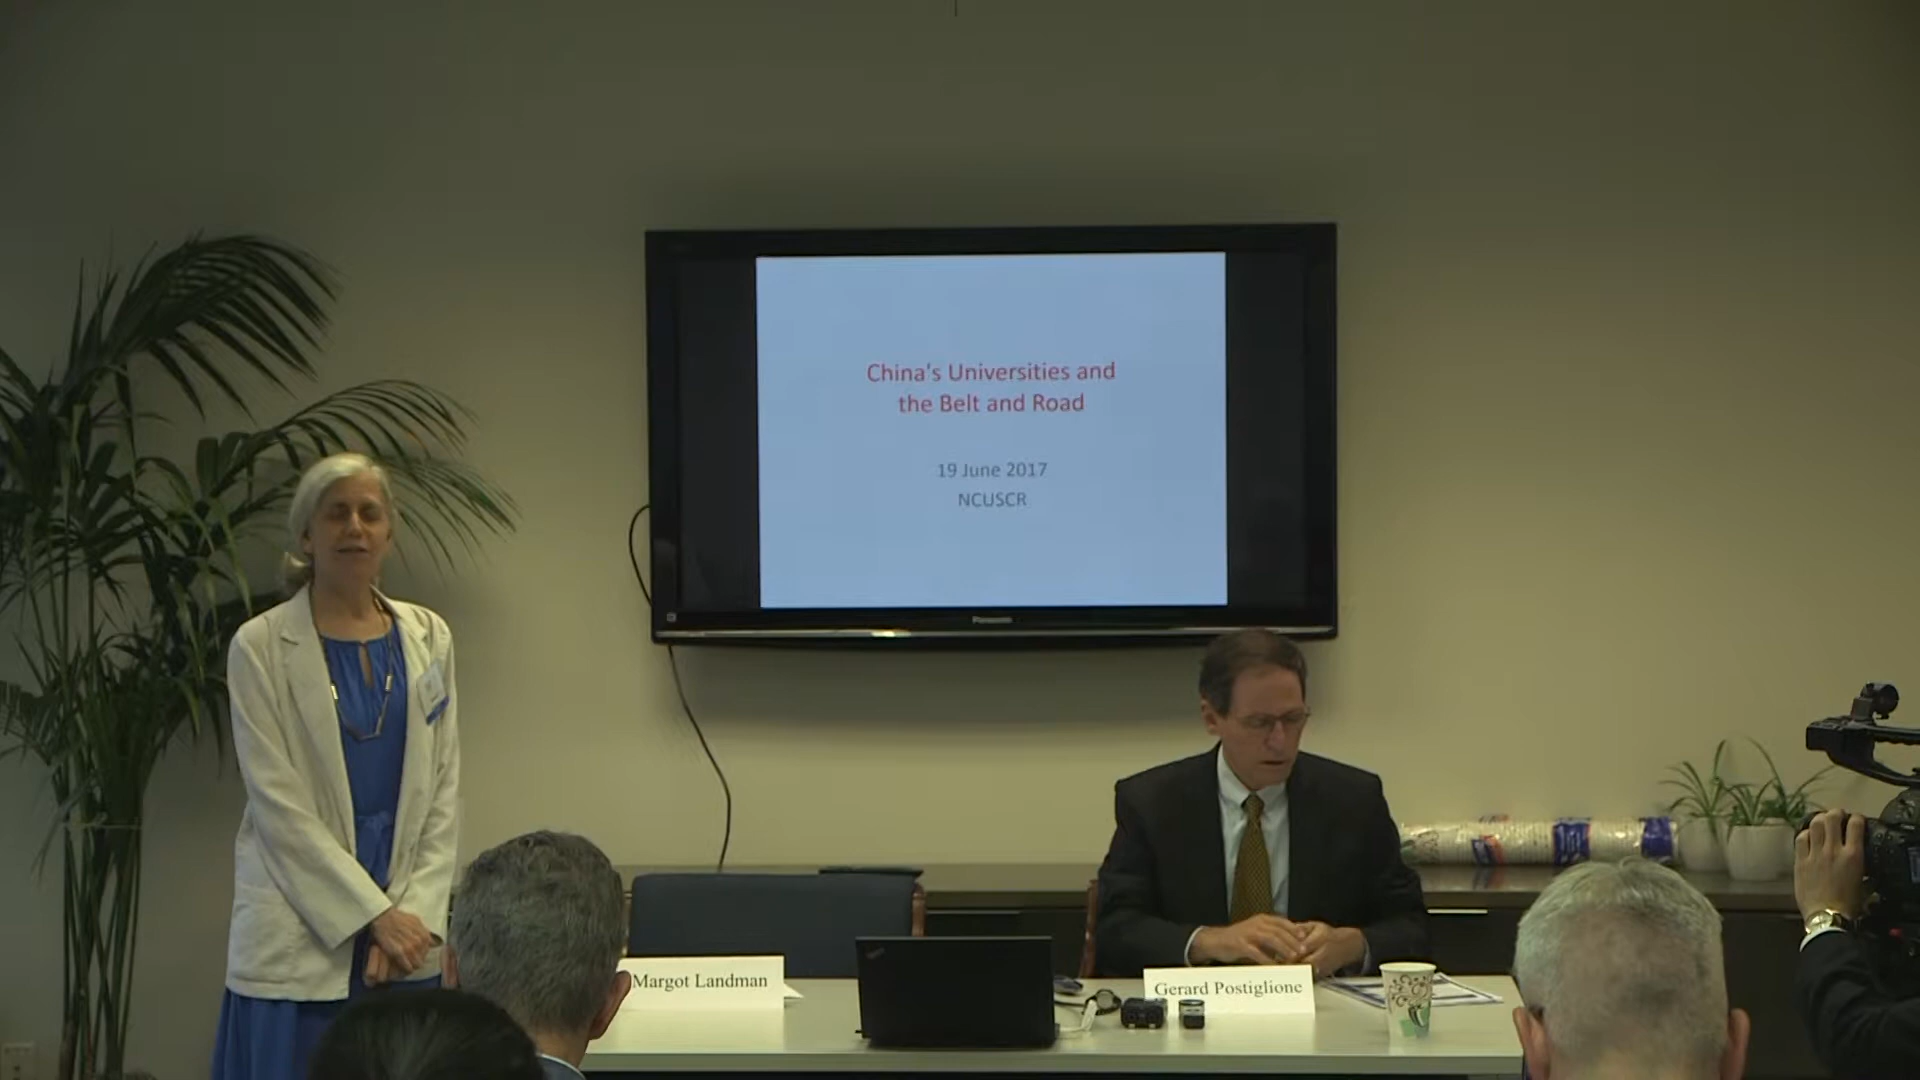 China's Universities and
the Belt and Road
19 June 2017
NCUSCR
Panasonic
Margot Landman
Gerard Postiglione